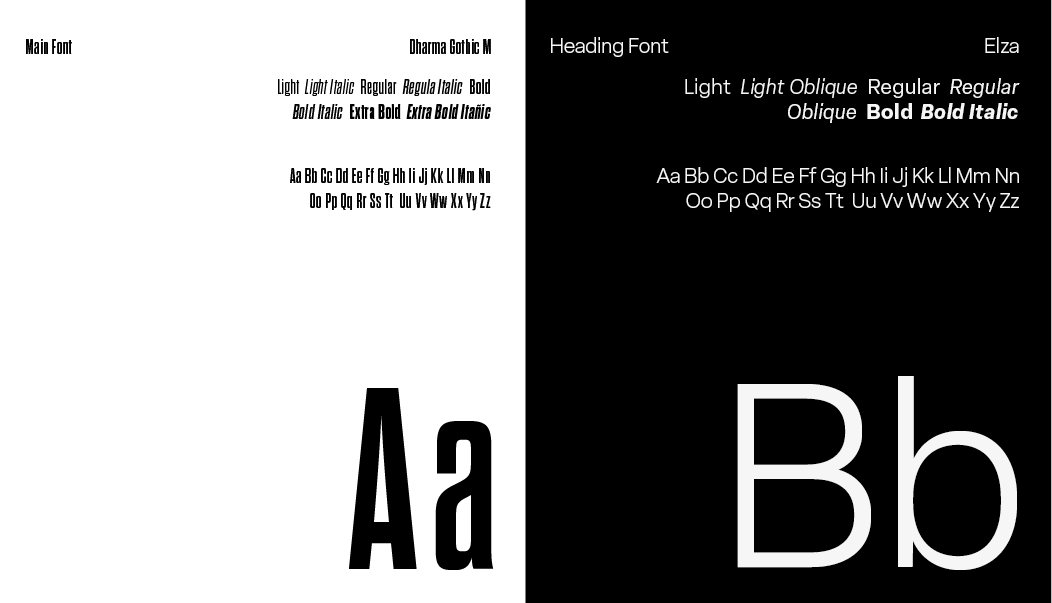 Main Font
Dharma Gothic M
Light Light Italic Regular Regula Italic Bold
Bold Italic Extra Bold Extra Bold Itañic
Aa Bb Cc Dd Ee Ff Gg Hh Ii Jj Kk Ll Mm Nn
Oo Pp Qq Rr Ss Tt Uu Vv Ww Xx Yy Zz
Aa
Heading Font
Elza
Light Light Oblique Regular Regular
Oblique Bold Bold Italic
Aa Bb Cc Dd Ee Ff Gg Hh Ii Jj Kk Ll Mm Nn
Oo Pp Qq Rr Ss Tt Uu Vv Ww Xx Yy Zz
Bb